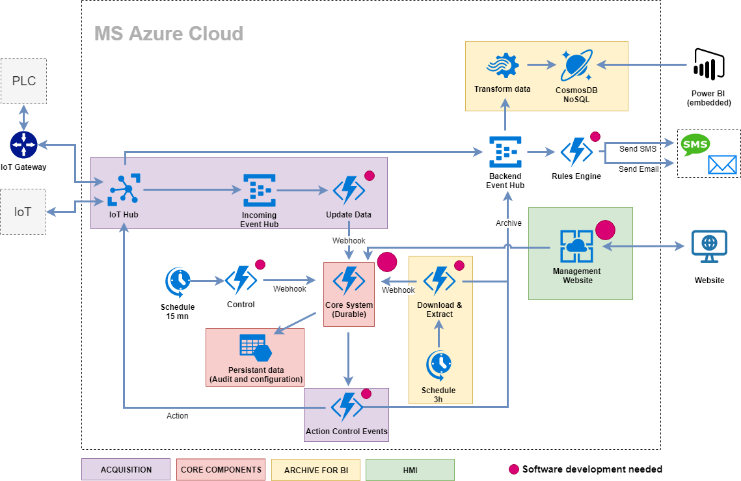 MS Azure Cloud
PLC
IoT Gateway
IoT
Transform data
CosmosDB
NoSQL
Power BI
(embedded)
Backend
Event Hub
Rules Engine
Send SMS
Send Email
SMS
IoT Hub
Incoming
Event Hub
Update Data
Archive
Webhook
Management
Website
Website
Schedule
15 mn
Control
Webhook
Core System
(Durable)
Webhook
Download &
Extract
Persistant data
(Audit and configuration)
Schedule
3h
Action
Action Control Events
ACQUISITION
CORE COMPONENTS
ARCHIVE FOR BI
HMI
Software development needed